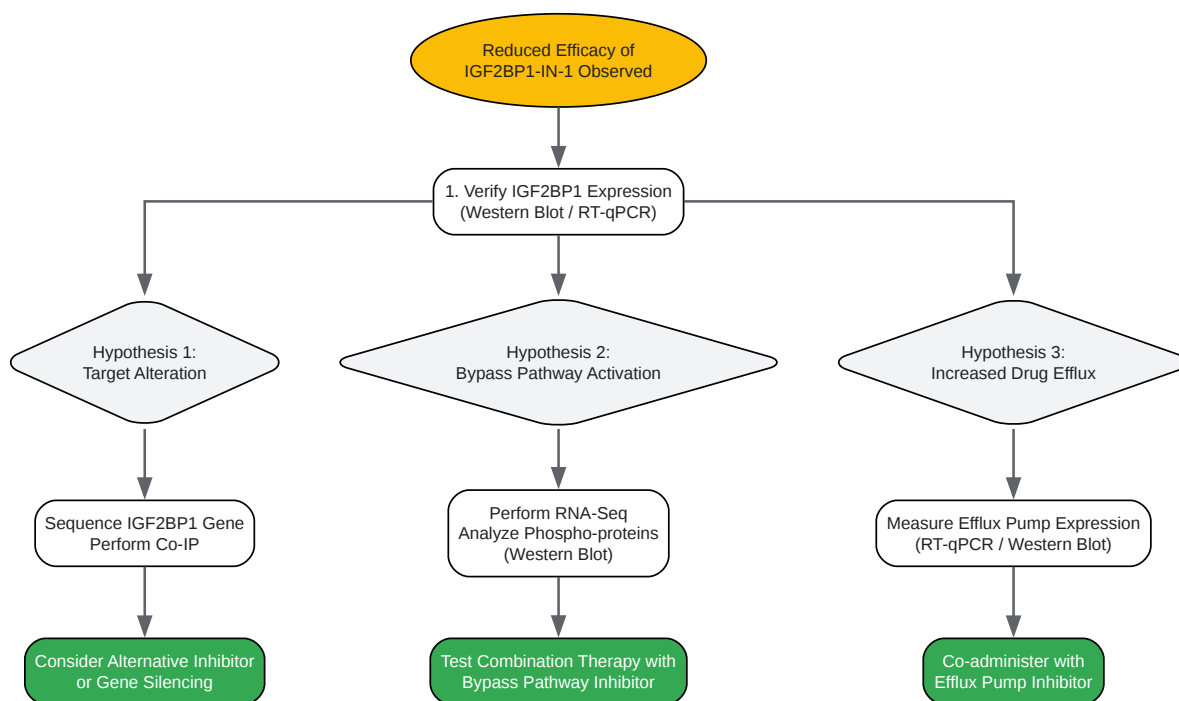 Reduced Efficacy of
IGF2BP1-IN-1 Observed
1. Verify IGF2BP1 Expression
(Western Blot / RT-qPCR)
Hypothesis 1:
Target Alteration
Hypothesis 2:
Bypass Pathway Activation
Hypothesis 3:
Increased Drug Efflux
Sequence IGF2BP1 Gene
Perform Co-IP
Perform RNA-Seq
Analyze Phospho-proteins
(Western Blot)
Measure Efflux Pump Expression
(RT-qPCR / Western Blot)
Consider Alternative Inhibitor
or Gene Silencing
Test Combination Therapy with
Bypass Pathway Inhibitor
Co-administer with
Efflux Pump Inhibitor